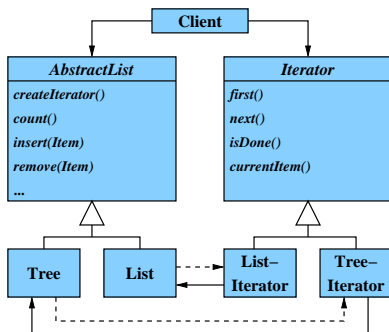 Client
AbstractList
createIterator()
count()
insert(Item)
remove(Item)
...
Iterator
first()
next()
isDone()
currentItem()
Tree
List
List–
Iterator
Tree–
Iterator